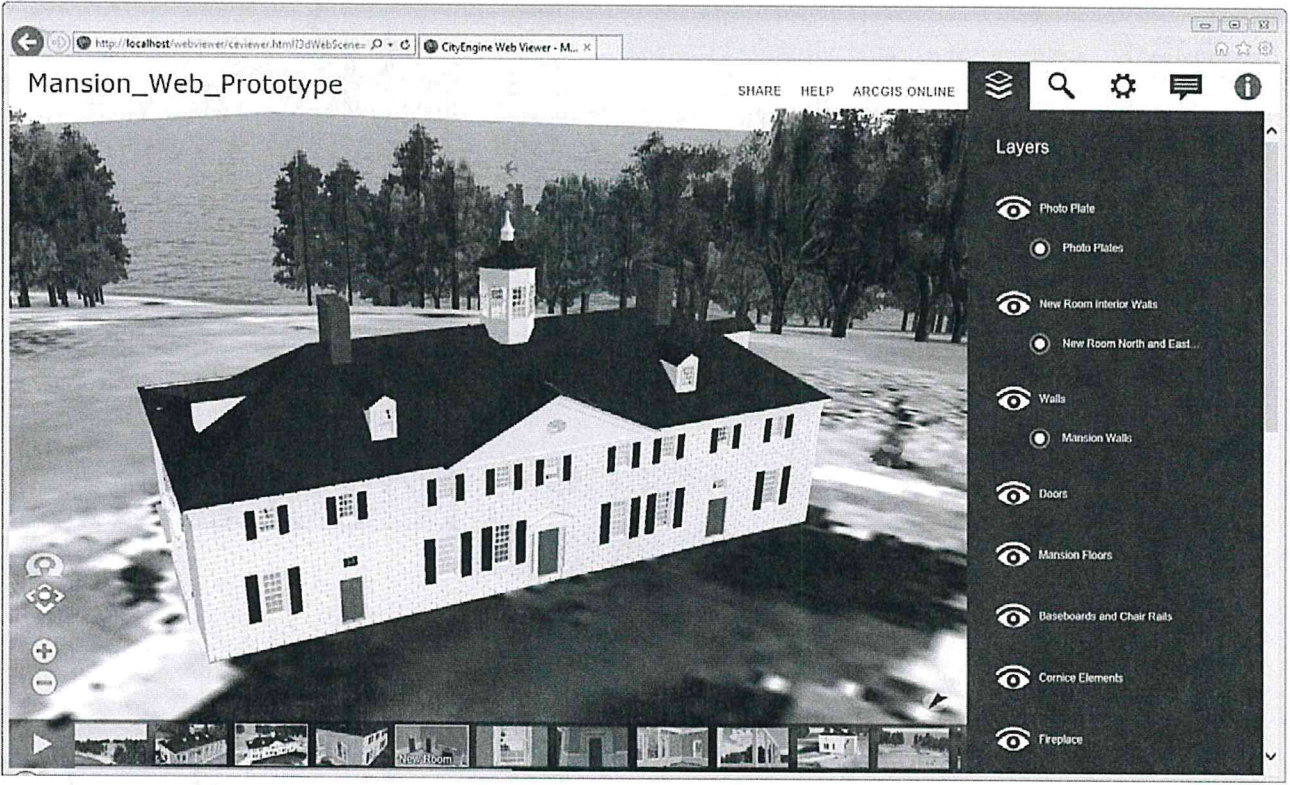 http://localhost/webviewer/ceviewer.html?3dWebScene=
CityEngine Web Viewer - M...
Mansion_Web_Prototype
SHARE HELP ARCGIS ONLINE
Layers
Photo Plate
Photo Plates
New Room Interior Walls
New Room North and East...
Walls
Mansion Walls
Doors
Mansion Floors
Baseboards and Chair Rails
Cornice Elements
Fireplace
New Room